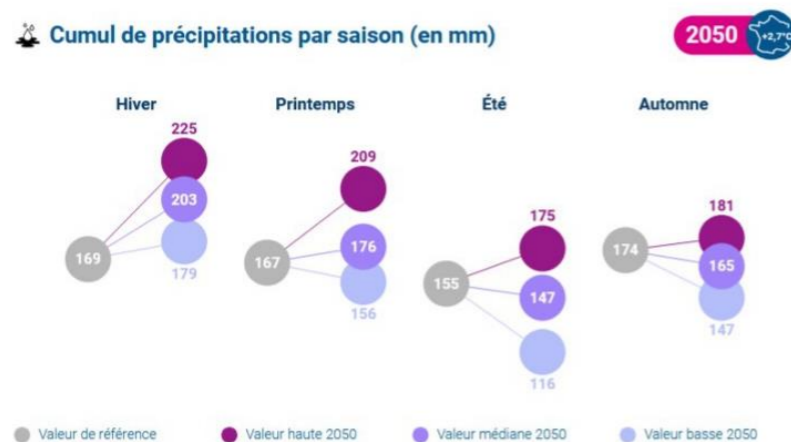 Cumul de précipitations par saison (en mm)
2050
+2,7°C
Hiver
Printemps
Été
Automne
225
203
169
179
209
176
167
156
175
155
147
116
181
174
165
147
Valeur de référence
Valeur haute 2050
Valeur médiane 2050
Valeur basse 2050